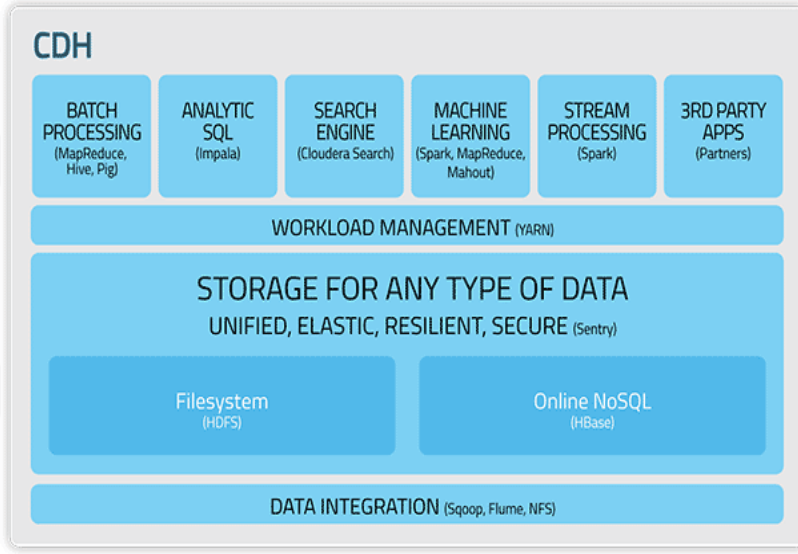 CDH
BATCH
PROCESSING
(MapReduce,
Hive, Pig)
ANALYTIC
SQL
(Impala)
SEARCH
ENGINE
(Cloudera Search)
MACHINE
LEARNING
(Spark, MapReduce,
Mahout)
STREAM
PROCESSING
(Spark)
3RD PARTY
APPS
(Partners)
WORKLOAD MANAGEMENT (YARN)
STORAGE FOR ANY TYPE OF DATA
UNIFIED, ELASTIC, RESILIENT, SECURE (Sentry)
Filesystem
(HDFS)
Online NoSQL
(HBase)
DATA INTEGRATION (Sqoop, Flume, NFS)